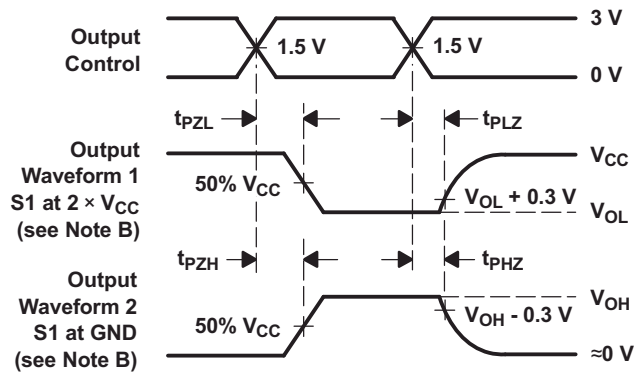 3 V
Output
Control
1.5 V
1.5 V
0 V
tPZL
tPLZ
Output
Waveform 1
S1 at 2 × VCC
(see Note B)
VCC
50% VCC
VOL + 0.3 V
VOL
tPZH
tPHZ
Output
Waveform 2
S1 at GND
(see Note B)
VOH
50% VCC
VOH - 0.3 V
≈0 V